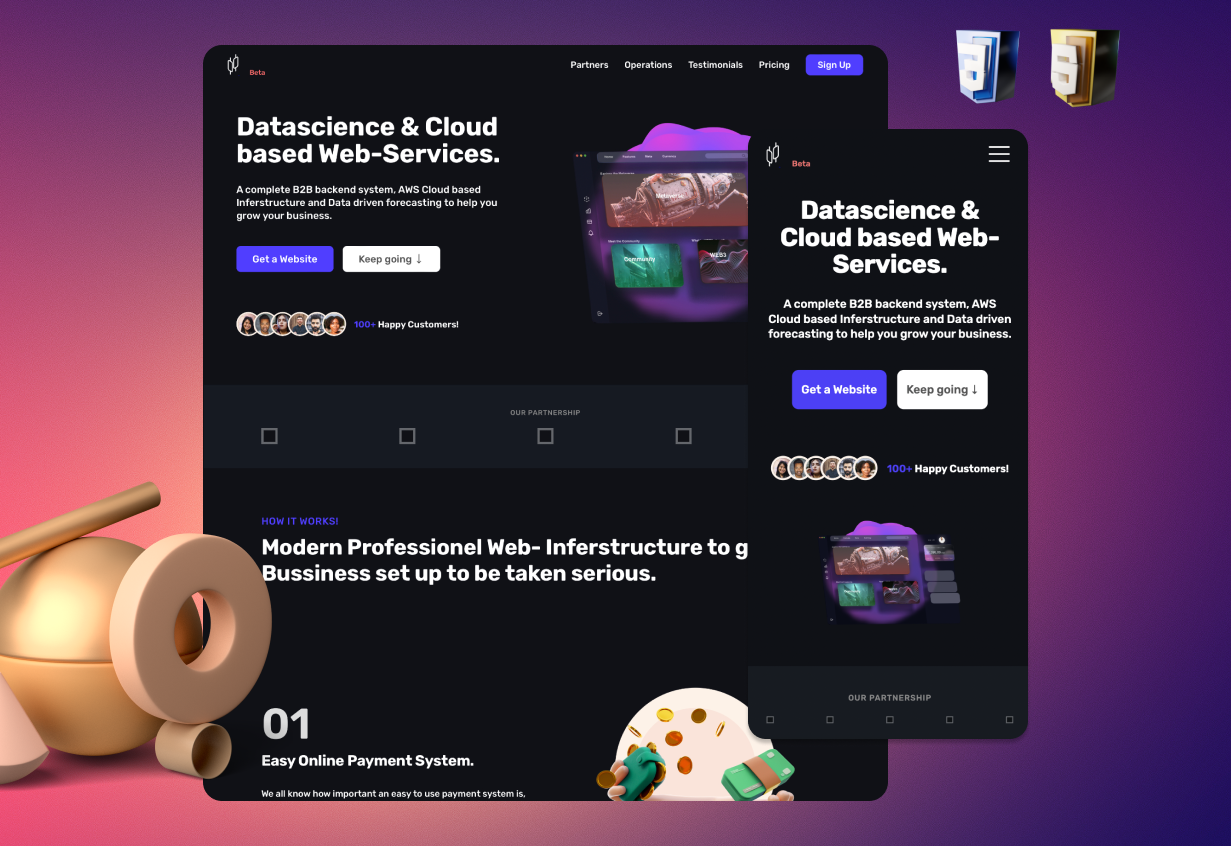 Beta
Partners
Operations
Testimonials
Pricing
Sign Up
Datascience & Cloud
based Web-Services.
A complete B2B backend system, AWS Cloud based
Inferstructure and Data driven forecasting to help you
grow your business.
Get a Website
Keep going ↓
100+ Happy Customers!
Metaverse
Community
WEB3
OUR PARTNERSHIP
HOW IT WORKS!
Modern Professionel Web- Inferstructure to g
Bussiness set up to be taken serious.
01
Easy Online Payment System.
We all know how important an easy to use payment system is,
Beta
Datascience &
Cloud based Web-
Services.
A complete B2B backend system, AWS
Cloud based Inferstructure and Data driven
forecasting to help you grow your business.
Get a Website
Keep going ↓
100+ Happy Customers!
OUR PARTNERSHIP